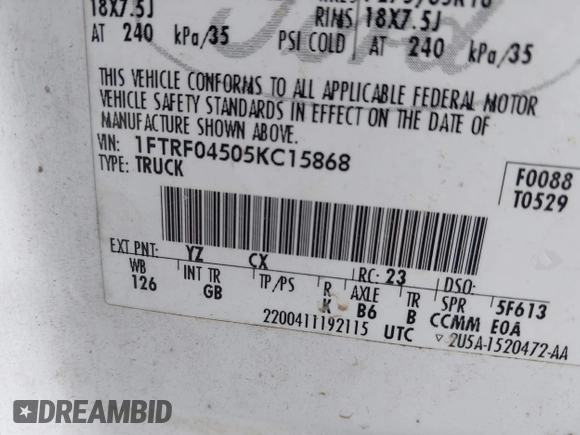 18X7.5J
RIMS 18X7.5J
AT 240 kPa/35 PSI COLD AT 240 kPa/35
THIS VEHICLE CONFORMS TO ALL APPLICABLE FEDERAL MOTOR
VEHICLE SAFETY STANDARDS IN EFFECT ON THE DATE OF
MANUFACTURE SHOWN ABOVE.
VIN: 1FTRF04505KC15868
TYPE: TRUCK
F0088
T0529
EXT PNT: YZ CX RC: 23 DSO:
WB INT TR TP/PS R AXLE TR SPR 5F613
126 GB K B6 B CCMM EOA
2200411192115 UTC ▽ 2U5A-1520472-AA
DREAMBID